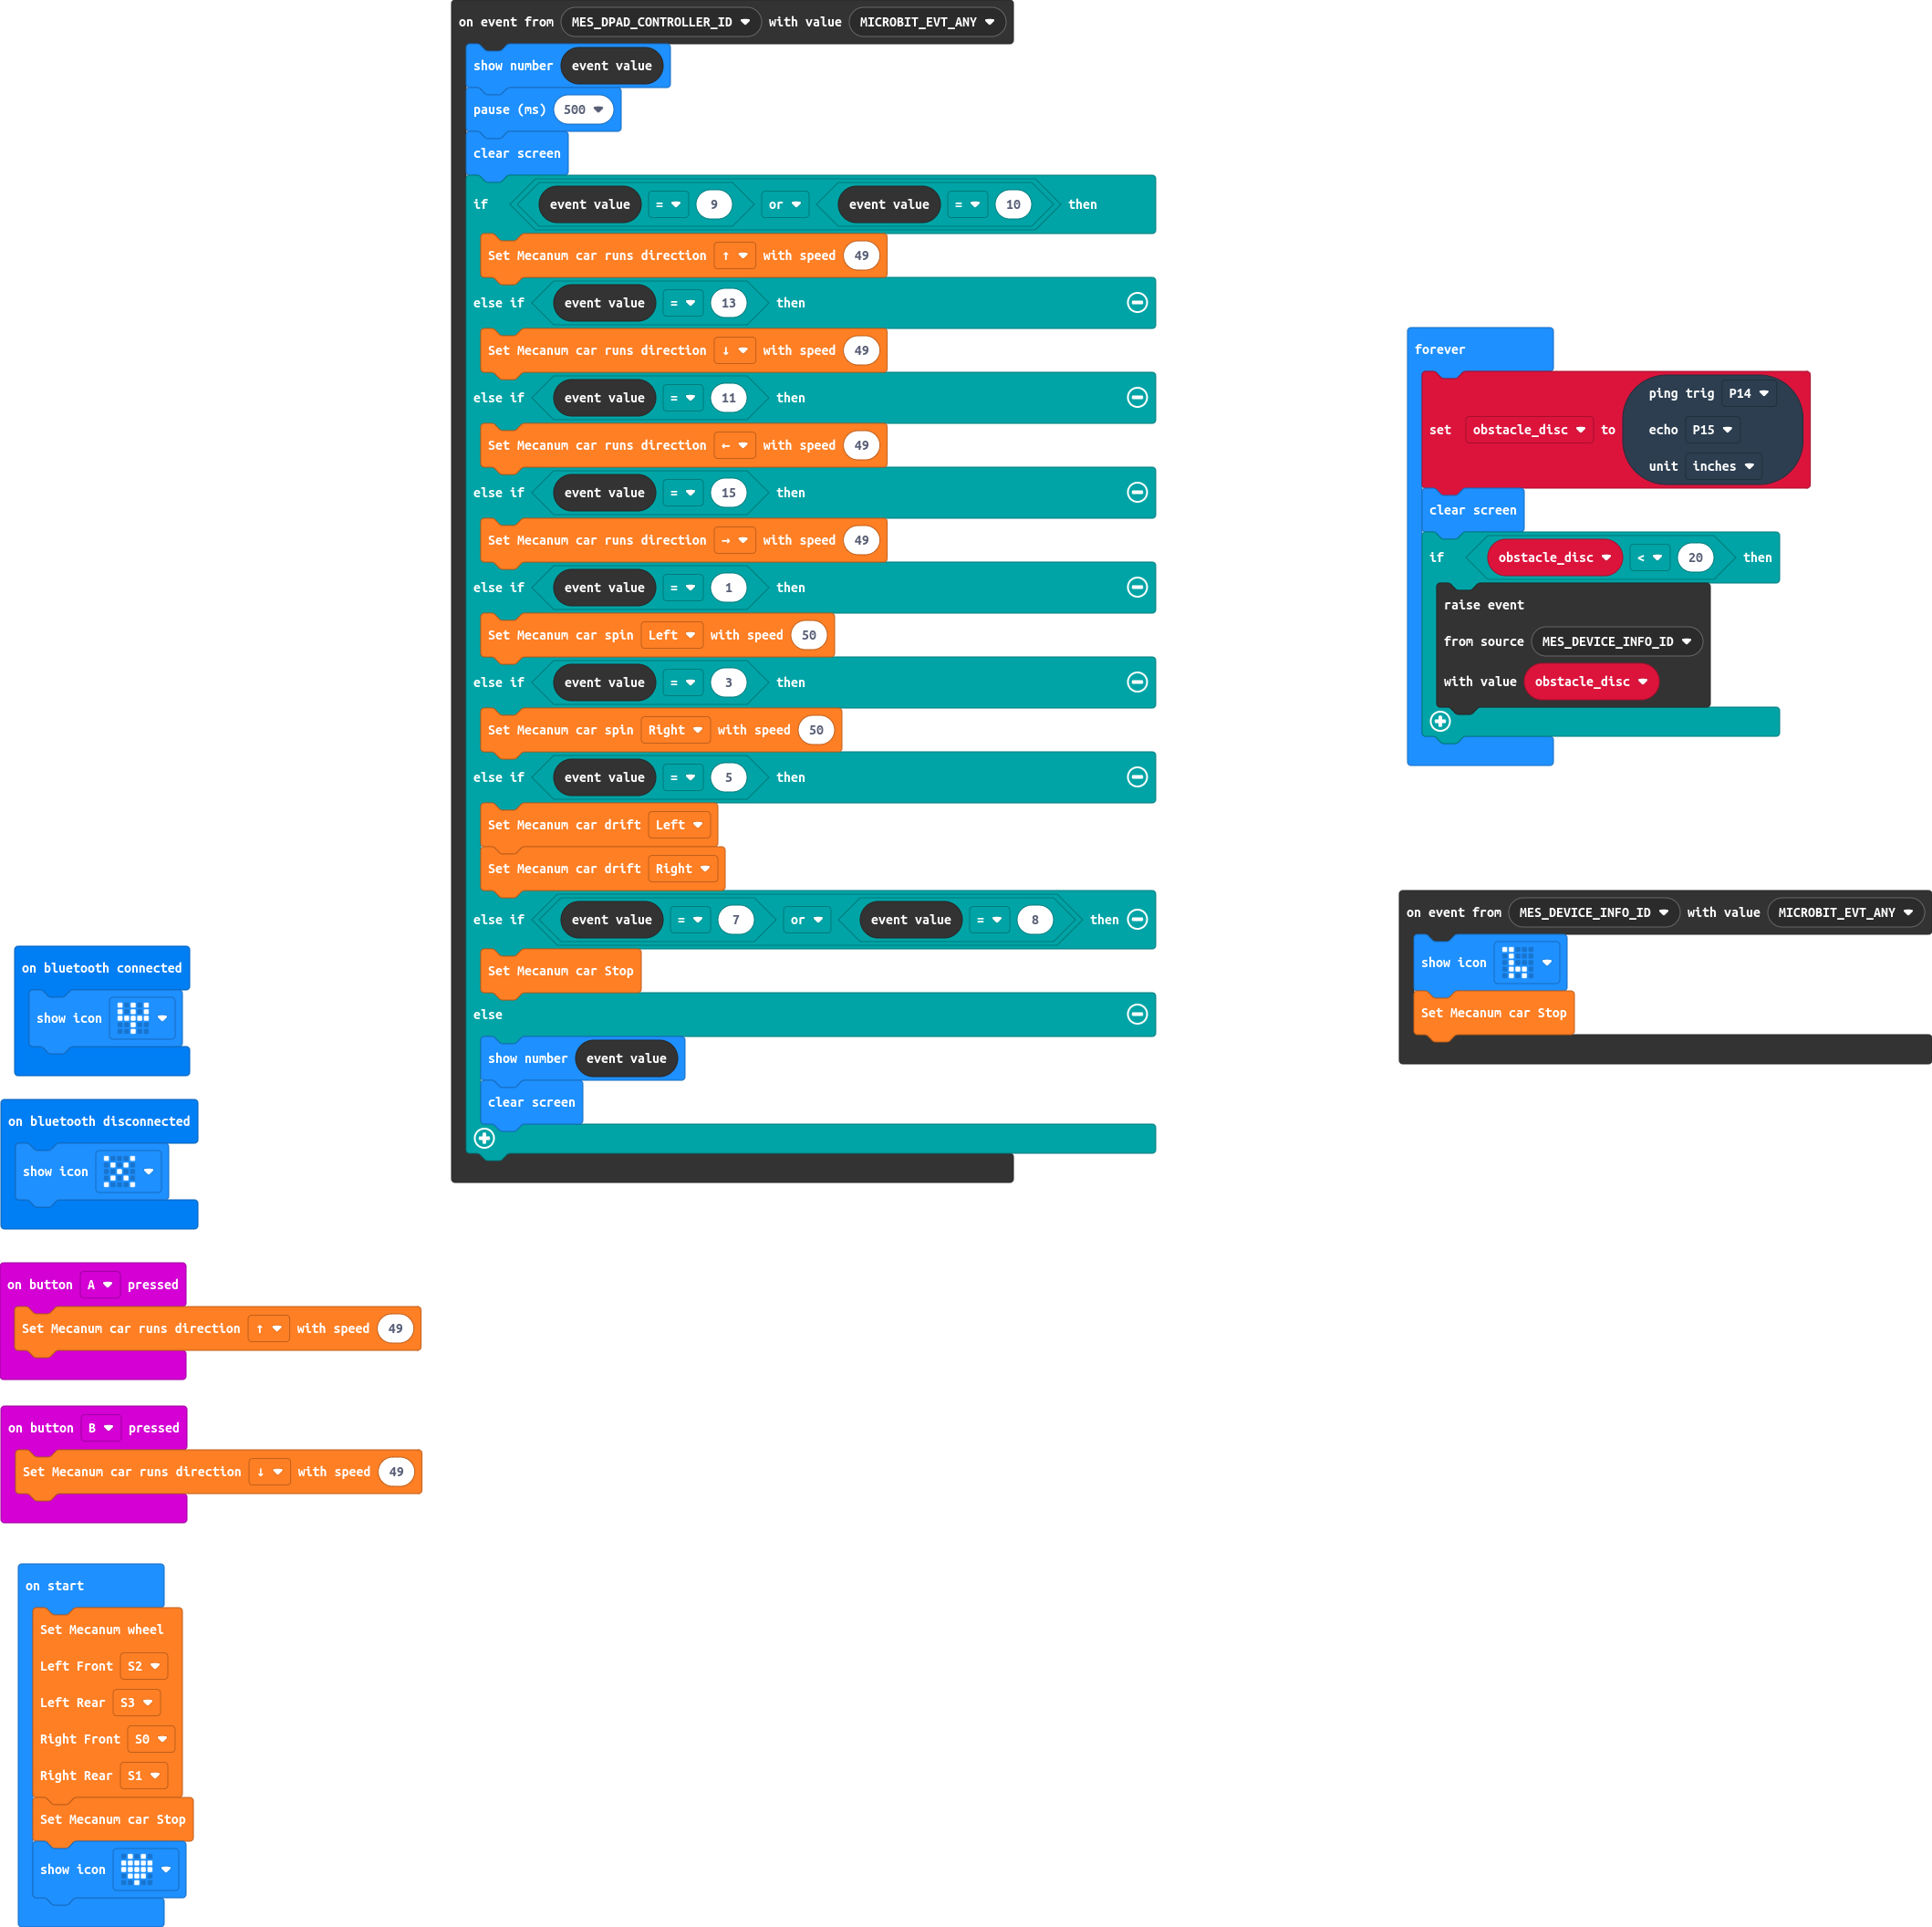 on event from MES_DPAD_CONTROLLER_ID with value MICROBIT_EVT_ANY
show number event value
pause (ms) 500
clear screen
if event value = 9 or event value = 10 then
Set Mecanum car runs direction ↑ with speed 49
else if event value = 13 then
Set Mecanum car runs direction ↓ with speed 49
else if event value = 11 then
Set Mecanum car runs direction ← with speed 49
else if event value = 15 then
Set Mecanum car runs direction → with speed 49
else if event value = 1 then
Set Mecanum car spin Left with speed 50
else if event value = 3 then
Set Mecanum car spin Right with speed 50
else if event value = 5 then
Set Mecanum car drift Left
Set Mecanum car drift Right
else if event value = 7 or event value = 8 then
Set Mecanum car Stop
else
show number event value
clear screen
forever
set obstacle_disc to ping trig P14
echo P15
unit inches
clear screen
if obstacle_disc < 20 then
raise event
from source MES_DEVICE_INFO_ID
with value obstacle_disc
on event from MES_DEVICE_INFO_ID with value MICROBIT_EVT_ANY
show icon
Set Mecanum car Stop
on bluetooth connected
show icon
on bluetooth disconnected
show icon
on button A pressed
Set Mecanum car runs direction ↑ with speed 49
on button B pressed
Set Mecanum car runs direction ↓ with speed 49
on start
Set Mecanum wheel
Left Front S2
Left Rear S3
Right Front S0
Right Rear S1
Set Mecanum car Stop
show icon